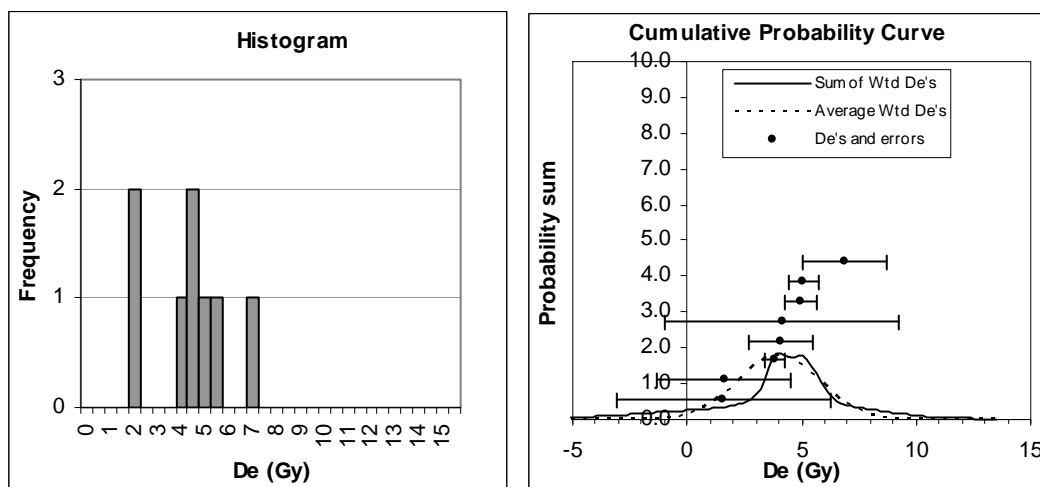 Histogram
Frequency
3
2
1
0
0 1 2 3 4 5 6 7 8 9 10 11 12 13 14 15
De (Gy)
Cumulative Probability Curve
Probability sum
10.0
9.0
8.0
7.0
6.0
5.0
4.0
3.0
2.0
1.0
0.0
Sum of Wtd De's
Average Wtd De's
De's and errors
-5 0 5 10 15
De (Gy)